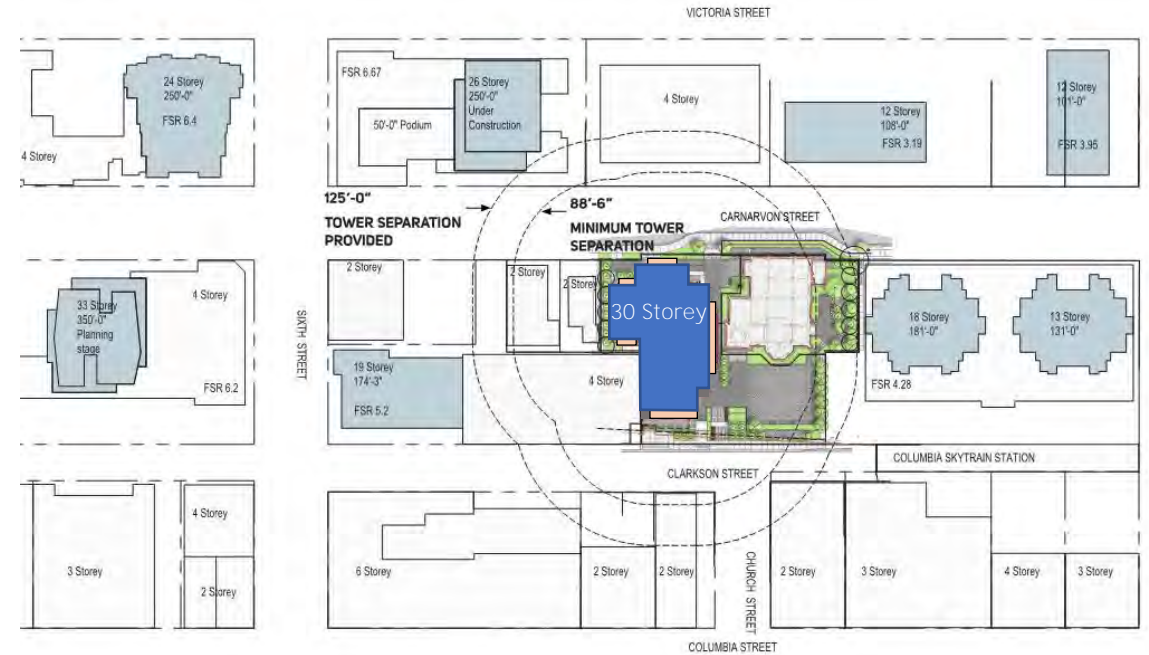 VICTORIA STREET
24 Storey
250'-0"
FSR 6.4
4 Storey
FSR 6.67
50'-0" Podium
26 Storey
250'-0"
Under
Construction
4 Storey
12 Storey
108'-0"
FSR 3.19
12 Storey
101'-0"
FSR 3.95
125'-0"
TOWER SEPARATION
PROVIDED
88'-6"
MINIMUM TOWER
SEPARATION
CARNARVON STREET
33 Storey
350'-0"
Planning
stage
4 Storey
FSR 6.2
SIXTH STREET
2 Storey
2 Storey
2 Storey
30 Storey
19 Storey
174'-3"
FSR 5.2
4 Storey
18 Storey
181'-0"
13 Storey
131'-0"
FSR 4.28
COLUMBIA SKYTRAIN STATION
CLARKSON STREET
3 Storey
4 Storey
2 Storey
6 Storey
2 Storey
2 Storey
CHURCH STREET
2 Storey
3 Storey
4 Storey
3 Storey
COLUMBIA STREET